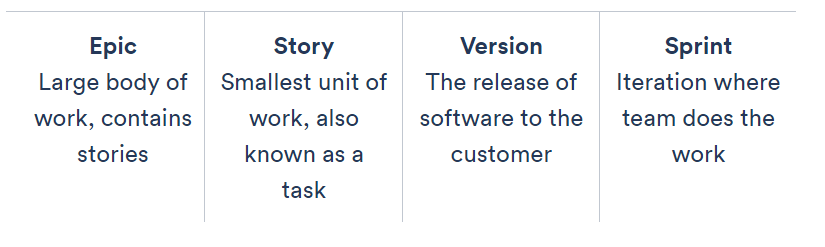 Epic
Large body of
work, contains
stories
Story
Smallest unit of
work, also
known as a
task
Version
The release of
software to the
customer
Sprint
Iteration where
team does the
work